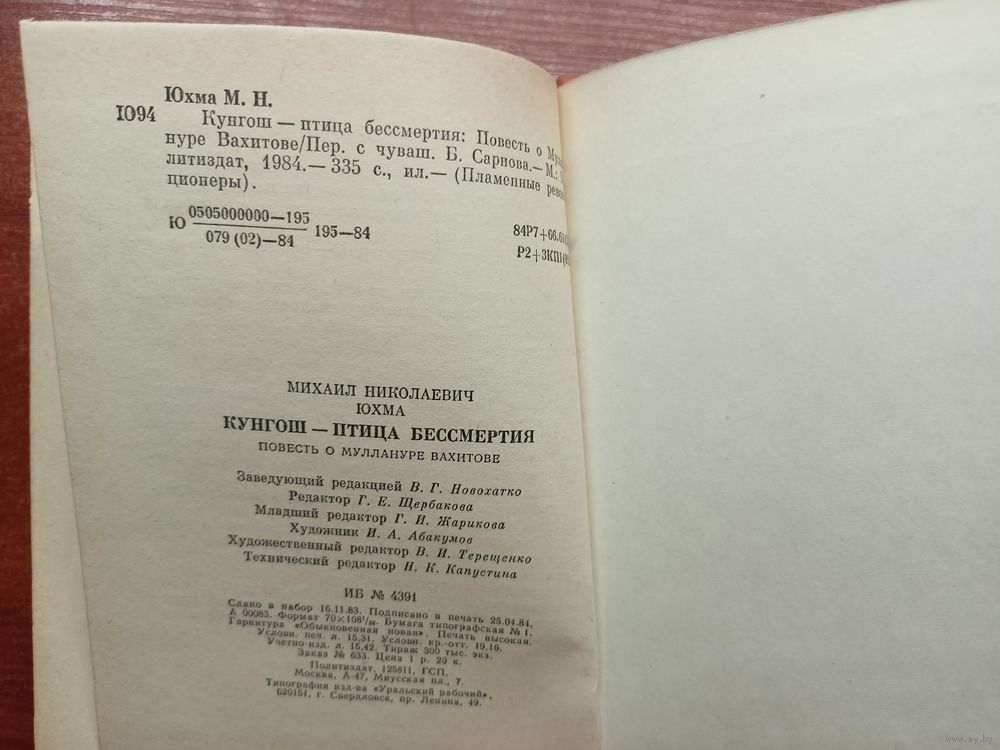 Юхма М. Н.
Ю94 Кунгош — птица бессмертия: Повесть о
нуре Вахитове/Пер. с чуваш. Б. Сарнова.— М.:
литиздат, 1984.— 335 с., ил.— (Пламенные
ционеры).
Ю 0505000000—195 195—84
079 (02)—84
84Р7+66.61
Р2+3КП1
МИХАИЛ НИКОЛАЕВИЧ
ЮХМА
КУНГОШ — ПТИЦА БЕССМЕРТИЯ
ПОВЕСТЬ О МУЛЛАНУРЕ ВАХИТОВЕ
Заведующий редакцией В. Г. Новохатко
Редактор Г. Е. Щербакова
Младший редактор Г. И. Жарикова
Художник И. А. Абакумов
Художественный редактор В. И. Терещенко
Технический редактор Н. К. Капустина
ИБ № 4391
Сдано в набор 16.11.83. Подписано в печать 25.04.84.
А 00083. Формат 70×108¹/₃₂. Бумага типографская № 1.
Гарнитура «Обыкновенная новая». Печать высокая.
Услови. печ. л. 15,31. Услови. кр.-отт. 19,16.
Учетно-изд. л. 15,42. Тираж 300 тыс. экз.
Заказ № 633. Цена 1 р. 20 к.
Политиздат, 125811, ГСП,
Москва, А-47, Миусская пл., 7.
Типография изд-ва «Уральский рабочий»,
620151, г. Свердловск, пр. Ленина, 49.
www.ay.by